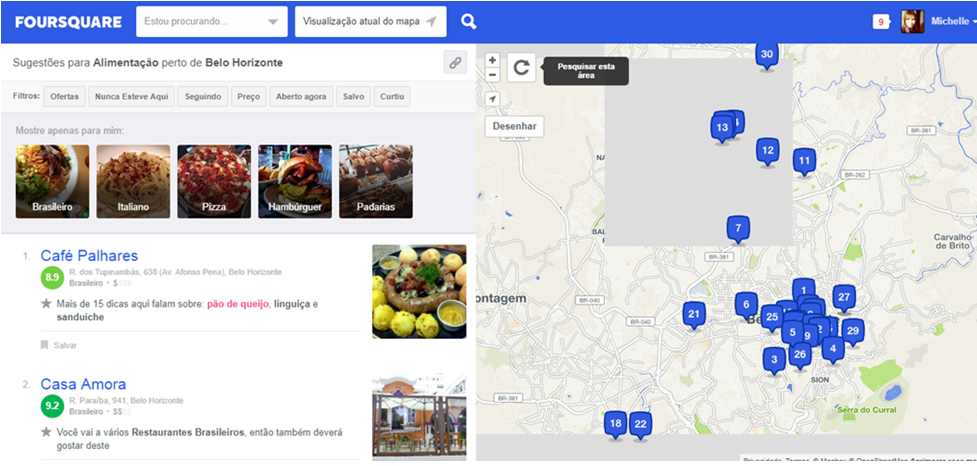 FOURSQUARE
Estou procurando...
Visualização atual do mapa
9
Michelle
Sugestões para Alimentação perto de Belo Horizonte
Filtros: Ofertas Nunca Esteve Aqui Seguindo Preço Aberto agora Salvo Curtiu
Mostre apenas para mim:
Brasileiro Italiano Pizza Hambúrguer Padarias
1. Café Palhares
8.9 R. dos Tupinambás, 638 (Av. Afonso Pena), Belo Horizonte
Brasileiro • $$$$
Mais de 15 dicas aqui falam sobre: pão de queijo, linguiça e
sanduíche
Salvar
2. Casa Amora
9.2 R. Paraíba, 941, Belo Horizonte
Brasileiro • $$$$
Você vai a vários Restaurantes Brasileiros, então também deverá
gostar deste
+
-
Pesquisar esta
área
Desenhar
30
13
12
11
BR-381
BR-262
7
BR-381
Carvalho
de Brito
ontagem
BR-040
BR-040
21
6
1
27
25
5
9
2
29
3
26
4
SION
BR-381
Serra do Curral
18
22